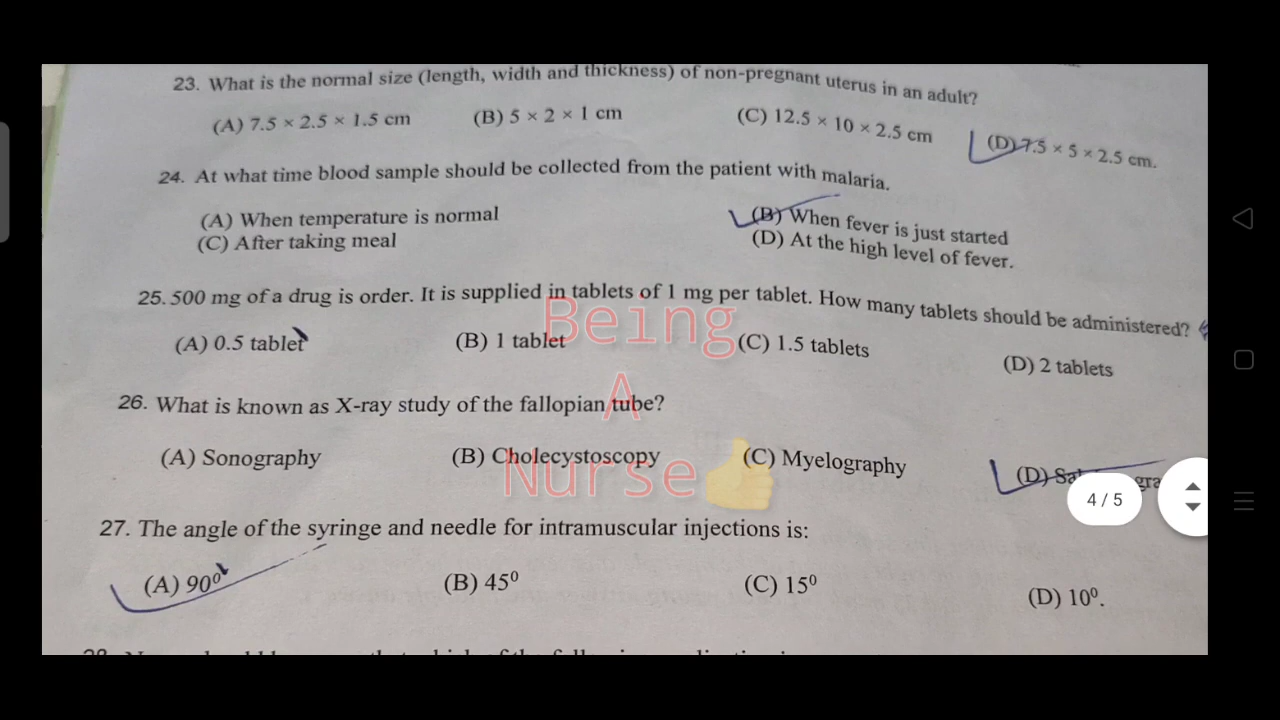 23. What is the normal size (length, width and thickness) of non-pregnant uterus in an adult?
(A) 7.5 × 2.5 × 1.5 cm (B) 5 × 2 × 1 cm (C) 12.5 × 10 × 2.5 cm (D) 7.5 × 5 × 2.5 cm.
24. At what time blood sample should be collected from the patient with malaria.
(A) When temperature is normal (B) When fever is just started
(C) After taking meal (D) At the high level of fever.
25. 500 mg of a drug is order. It is supplied in tablets of 1 mg per tablet. How many tablets should be administered?
Being
(A) 0.5 tablet (B) 1 tablet (C) 1.5 tablets (D) 2 tablets
A
26. What is known as X-ray study of the fallopian tube?
(A) Sonography (B) Cholecystoscopy (C) Myelography (D)
Nurse👍
4/5
27. The angle of the syringe and needle for intramuscular injections is:
(A) 90⁰ (B) 45⁰ (C) 15⁰ (D) 10⁰.